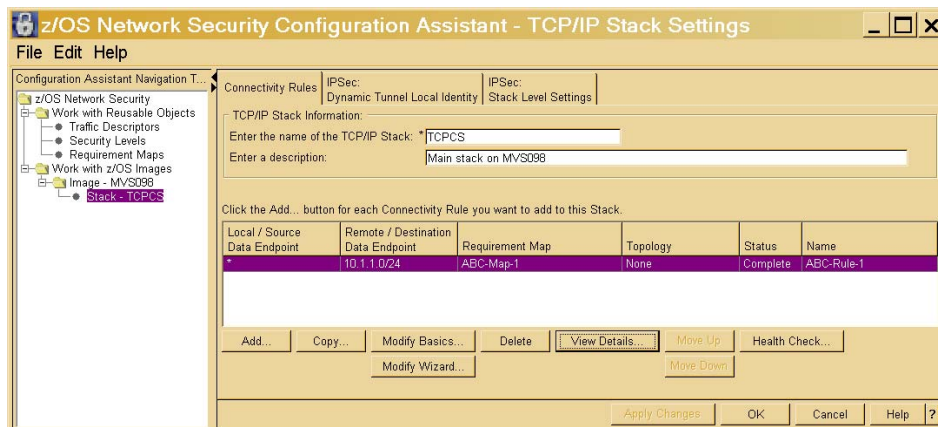 z/OS Network Security Configuration Assistant - TCP/IP Stack Settings
File Edit Help
Configuration Assistant Navigation T...
z/OS Network Security
Work with Reusable Objects
Traffic Descriptors
Security Levels
Requirement Maps
Work with z/OS Images
Image - MVS098
Stack - TCPCS
Connectivity Rules
IPSec:
Dynamic Tunnel Local Identity
IPSec:
Stack Level Settings
TCP/IP Stack Information:
Enter the name of the TCP/IP Stack: * TCPCS
Enter a description: Main stack on MVS098
Click the Add... button for each Connectivity Rule you want to add to this Stack.
Local / Source
Data Endpoint
Remote / Destination
Data Endpoint
Requirement Map
Topology
Status
Name
* 10.1.1.0/24 ABC-Map-1 None Complete ABC-Rule-1
Add... Copy... Modify Basics... Delete View Details... Move Up Health Check...
Modify Wizard... Move Down
Apply Changes OK Cancel Help ?